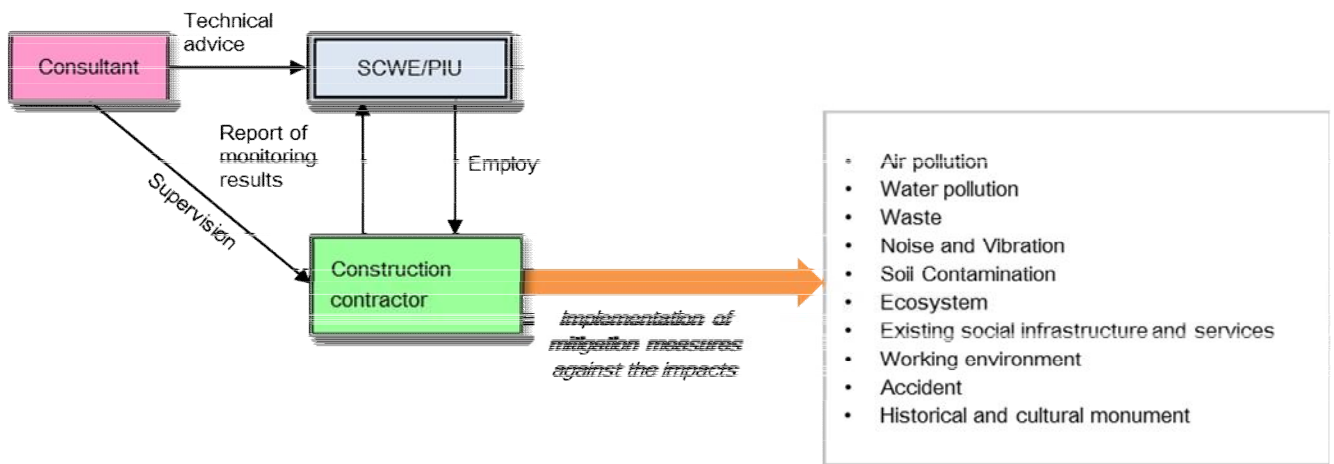 Technical
advice
Consultant
SCWE/PIU
Report of
monitoring
results
Employ
Supervision
Construction
contractor
Implementation of
mitigation measures
against the impacts
• Air pollution
• Water pollution
• Waste
• Noise and Vibration
• Soil Contamination
• Ecosystem
• Existing social infrastructure and services
• Working environment
• Accident
• Historical and cultural monument